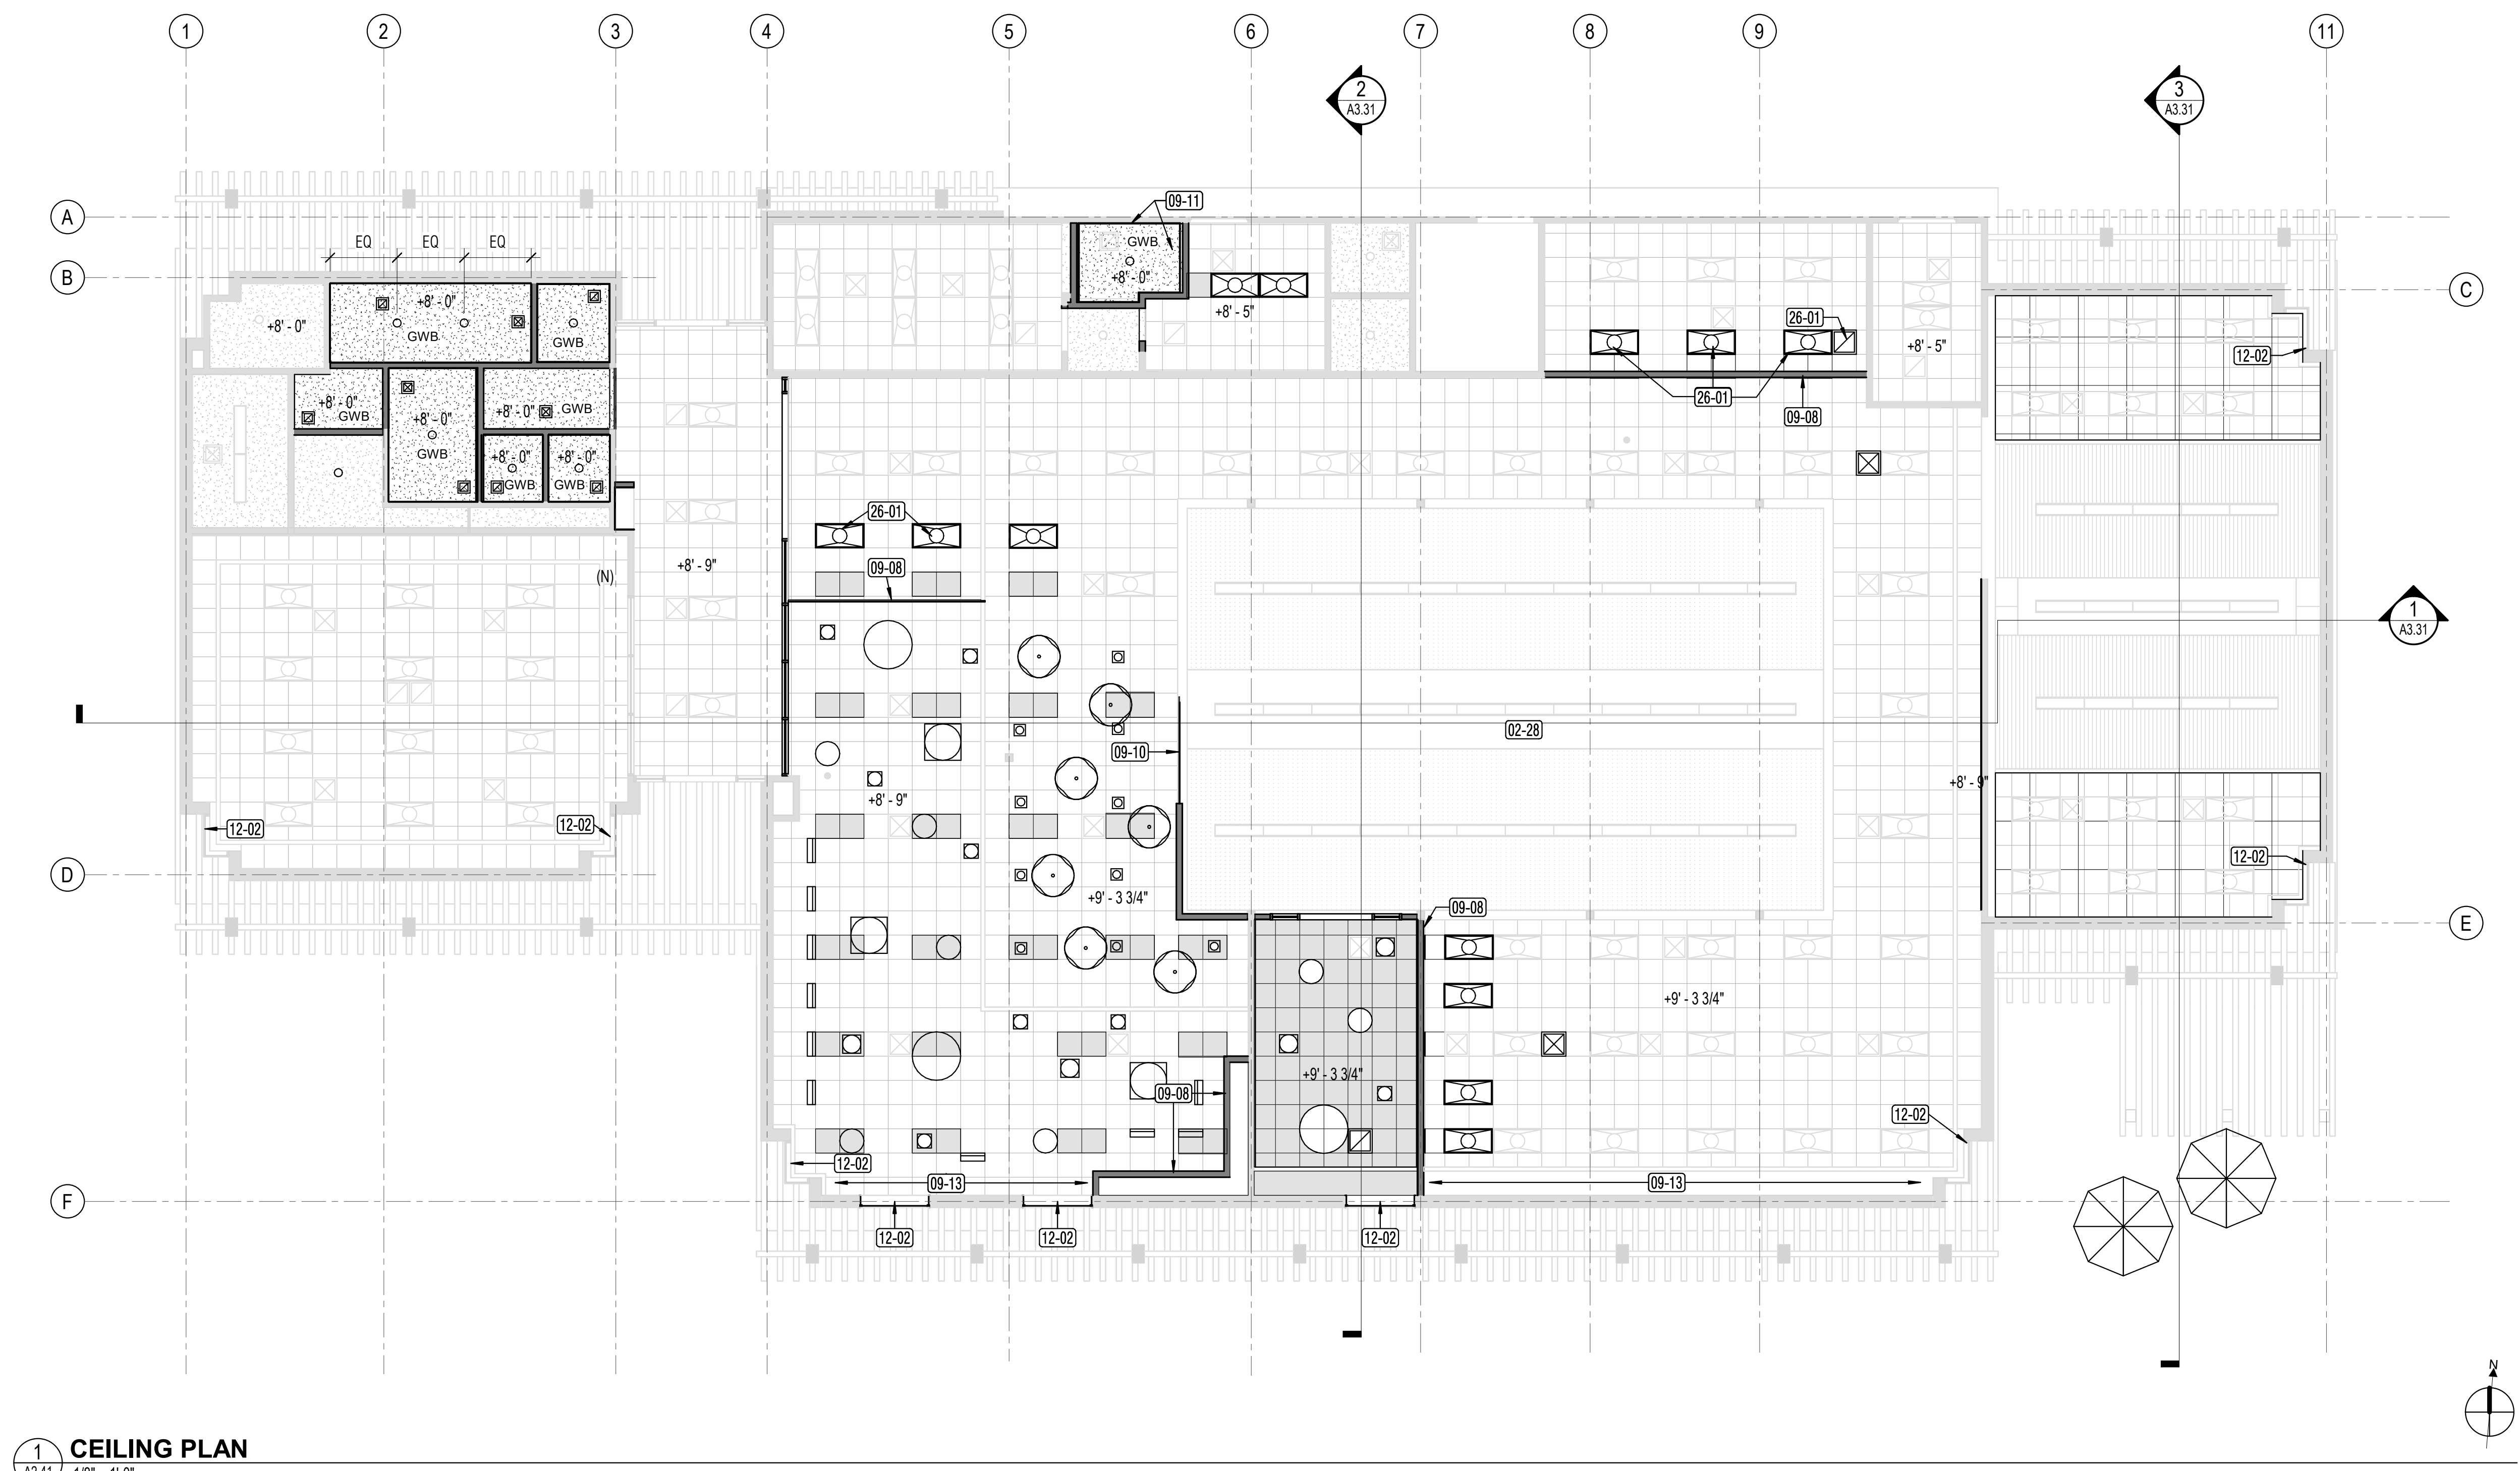 1 2 3 4 5 6 7 8 9 11
2
A3.31
3
A3.31
A
09-11
EQ EQ EQ
GWB
B
+8' - 0"
C
+8' - 0"
+8' - 0"
GWB
GWB
+8' - 5"
26-01
+8' - 5"
12-02
+8' - 0"
GWB
+8' - 0"
GWB
+8' - 0"
GWB
26-01
09-08
+8' - 0"
GWB
+8' - 0"
GWB
26-01
+8' - 9"
09-08
(N)
1
A3.31
02-28
09-10
+8' - 9"
+8' - 9"
12-02
12-02
12-02
D
+9' - 3 3/4"
09-08
E
+9' - 3 3/4"
+9' - 3 3/4"
09-08
12-02
12-02
09-13
09-13
F
12-02
12-02
12-02
N
1
CEILING PLAN